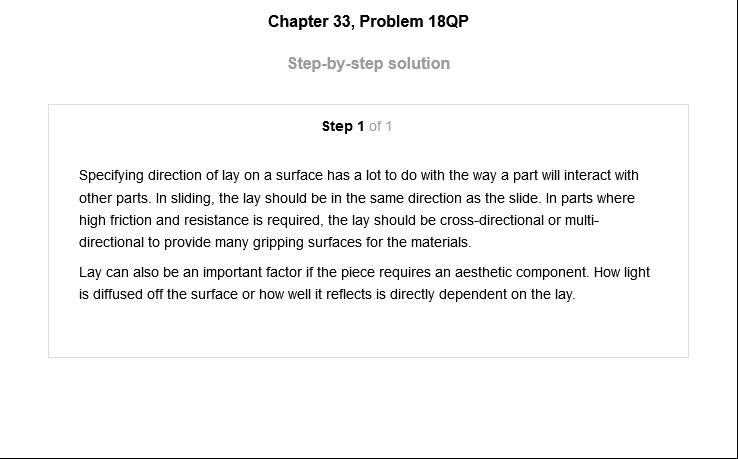 Chapter 33, Problem 18QP
Step-by-step solution
Step 1 of 1
Specifying direction of lay on a surface has a lot to do with the way a part will interact with
other parts. In sliding, the lay should be in the same direction as the slide. In parts where
high friction and resistance is required, the lay should be cross-directional or multi-
directional to provide many gripping surfaces for the materials.
Lay can also be an important factor if the piece requires an aesthetic component. How light
is diffused off the surface or how well it reflects is directly dependent on the lay.